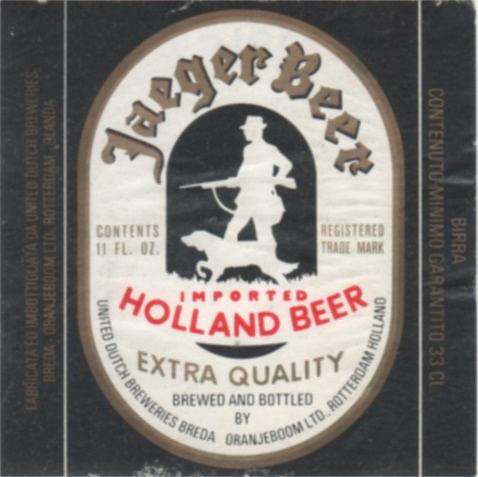 Jaeger Beer
CONTENTS
11 FL. OZ.
REGISTERED
TRADE MARK
IMPORTED
HOLLAND BEER
EXTRA QUALITY
BREWED AND BOTTLED
BY
UNITED DUTCH BREWERIES BREDA ORANJEBOOM LTD., ROTTERDAM HOLLAND
FABRICATA ED IMBOTTIGLIATA DA UNITED DUTCH BREWERIES
BREDA - ORANJEBOOM LTD. ROTTERDAM OLANDA
BIRRA
CONTENUTO MINIMO GARANTITO 33 CL